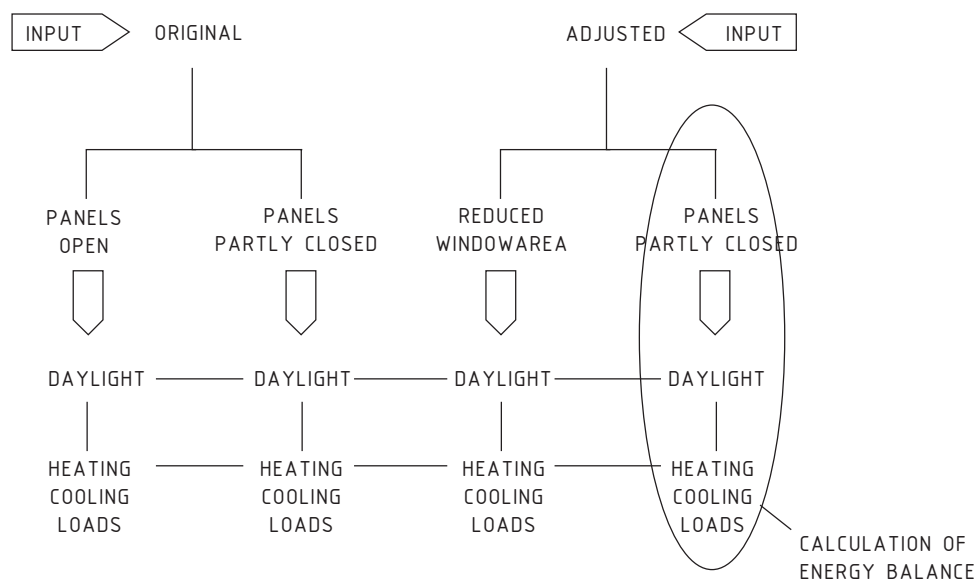 INPUT ORIGINAL ADJUSTED INPUT
PANELS OPEN
PANELS PARTLY CLOSED
REDUCED WINDOWAREA
PANELS PARTLY CLOSED
DAYLIGHT DAYLIGHT DAYLIGHT DAYLIGHT
HEATING COOLING LOADS
HEATING COOLING LOADS
HEATING COOLING LOADS
HEATING COOLING LOADS
CALCULATION OF
ENERGY BALANCE